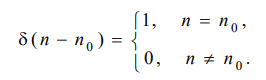 δ(n − n₀) = { 1, n = n₀,
0, n ≠ n₀.